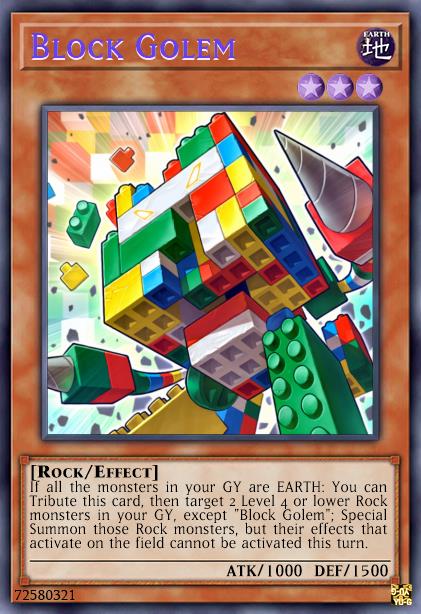 Block Golem
EARTH
地
[Rock/Effect]
If all the monsters in your GY are EARTH: You can
Tribute this card, then target 2 Level 4 or lower Rock
monsters in your GY, except "Block Golem"; Special
Summon those Rock monsters, but their effects that
activate on the field cannot be activated this turn.
ATK/1000 DEF/1500
72580321